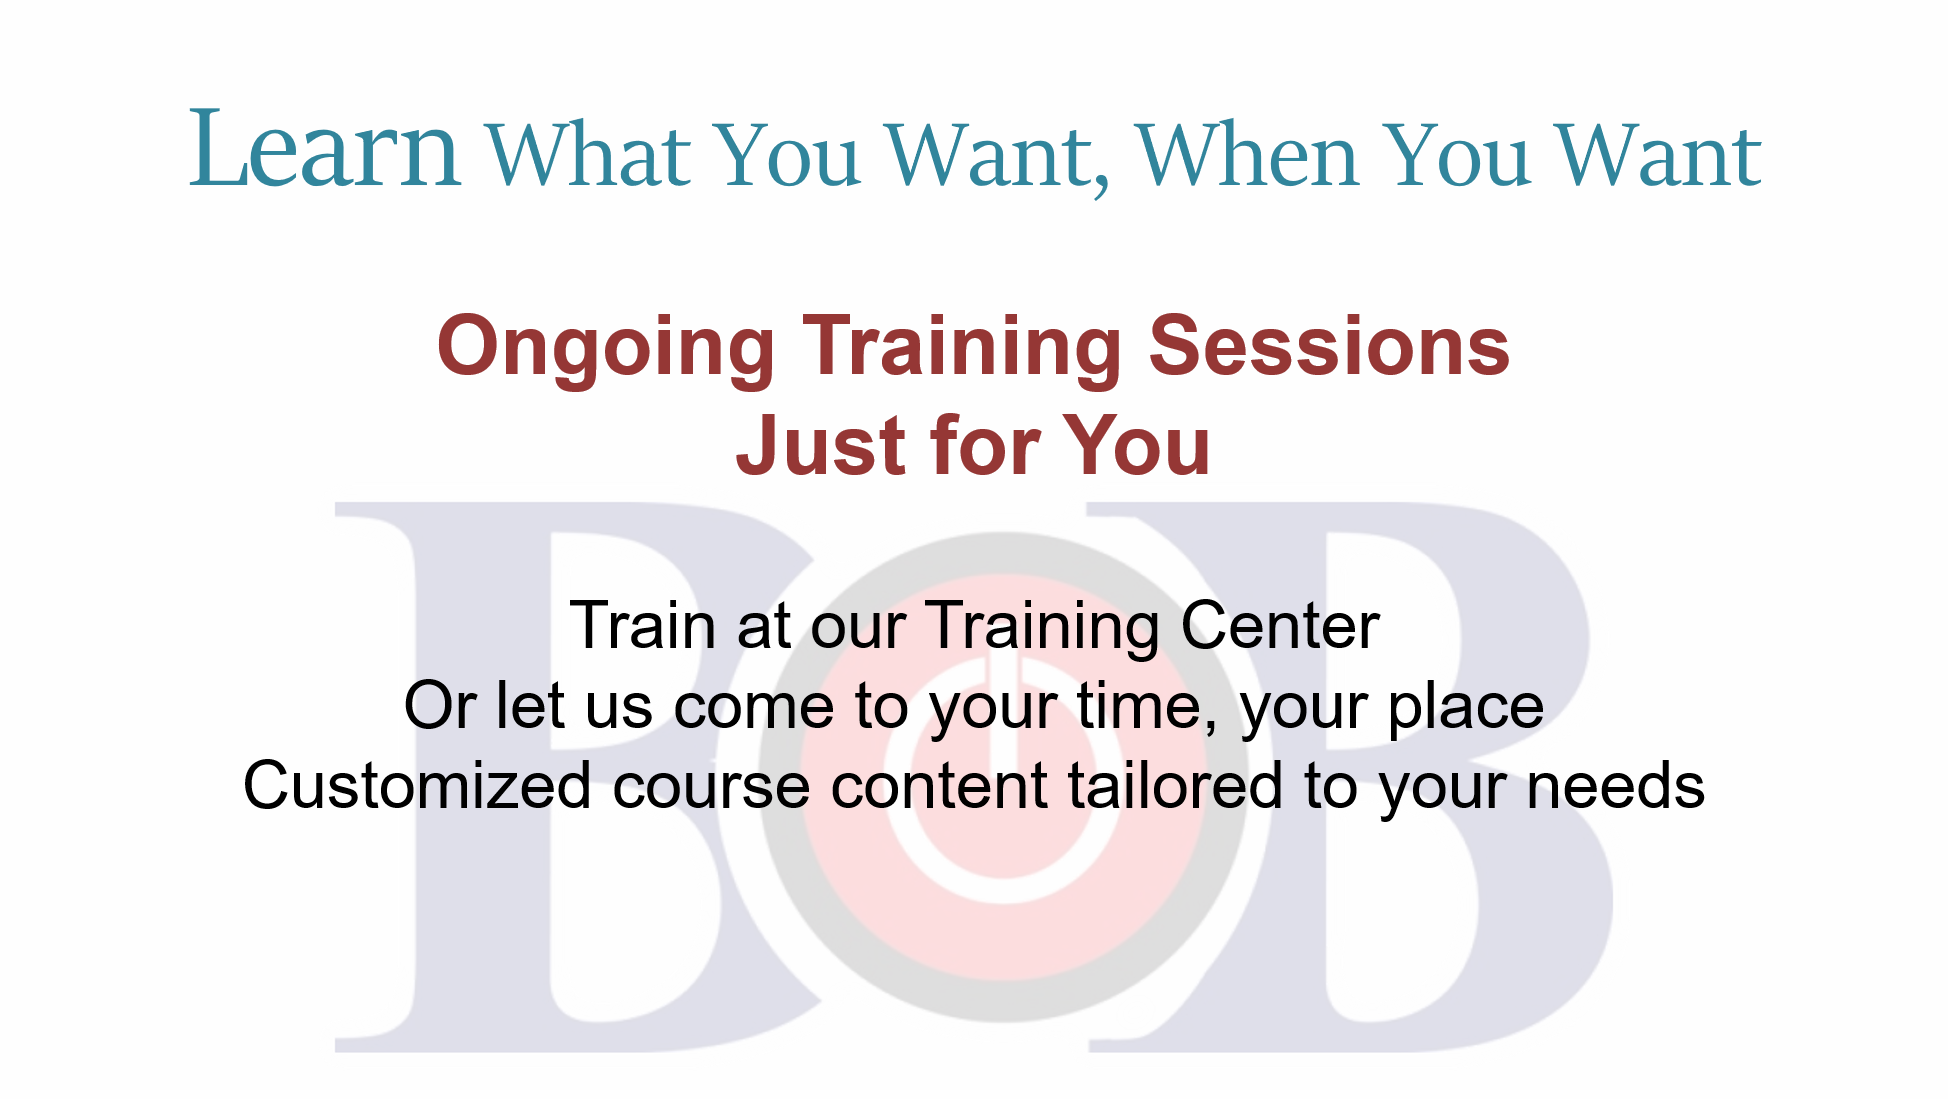 Learn What You Want, When You Want
Ongoing Training Sessions
Just for You
Train at our Training Center
Or let us come to your time, your place
Customized course content tailored to your needs
BOB